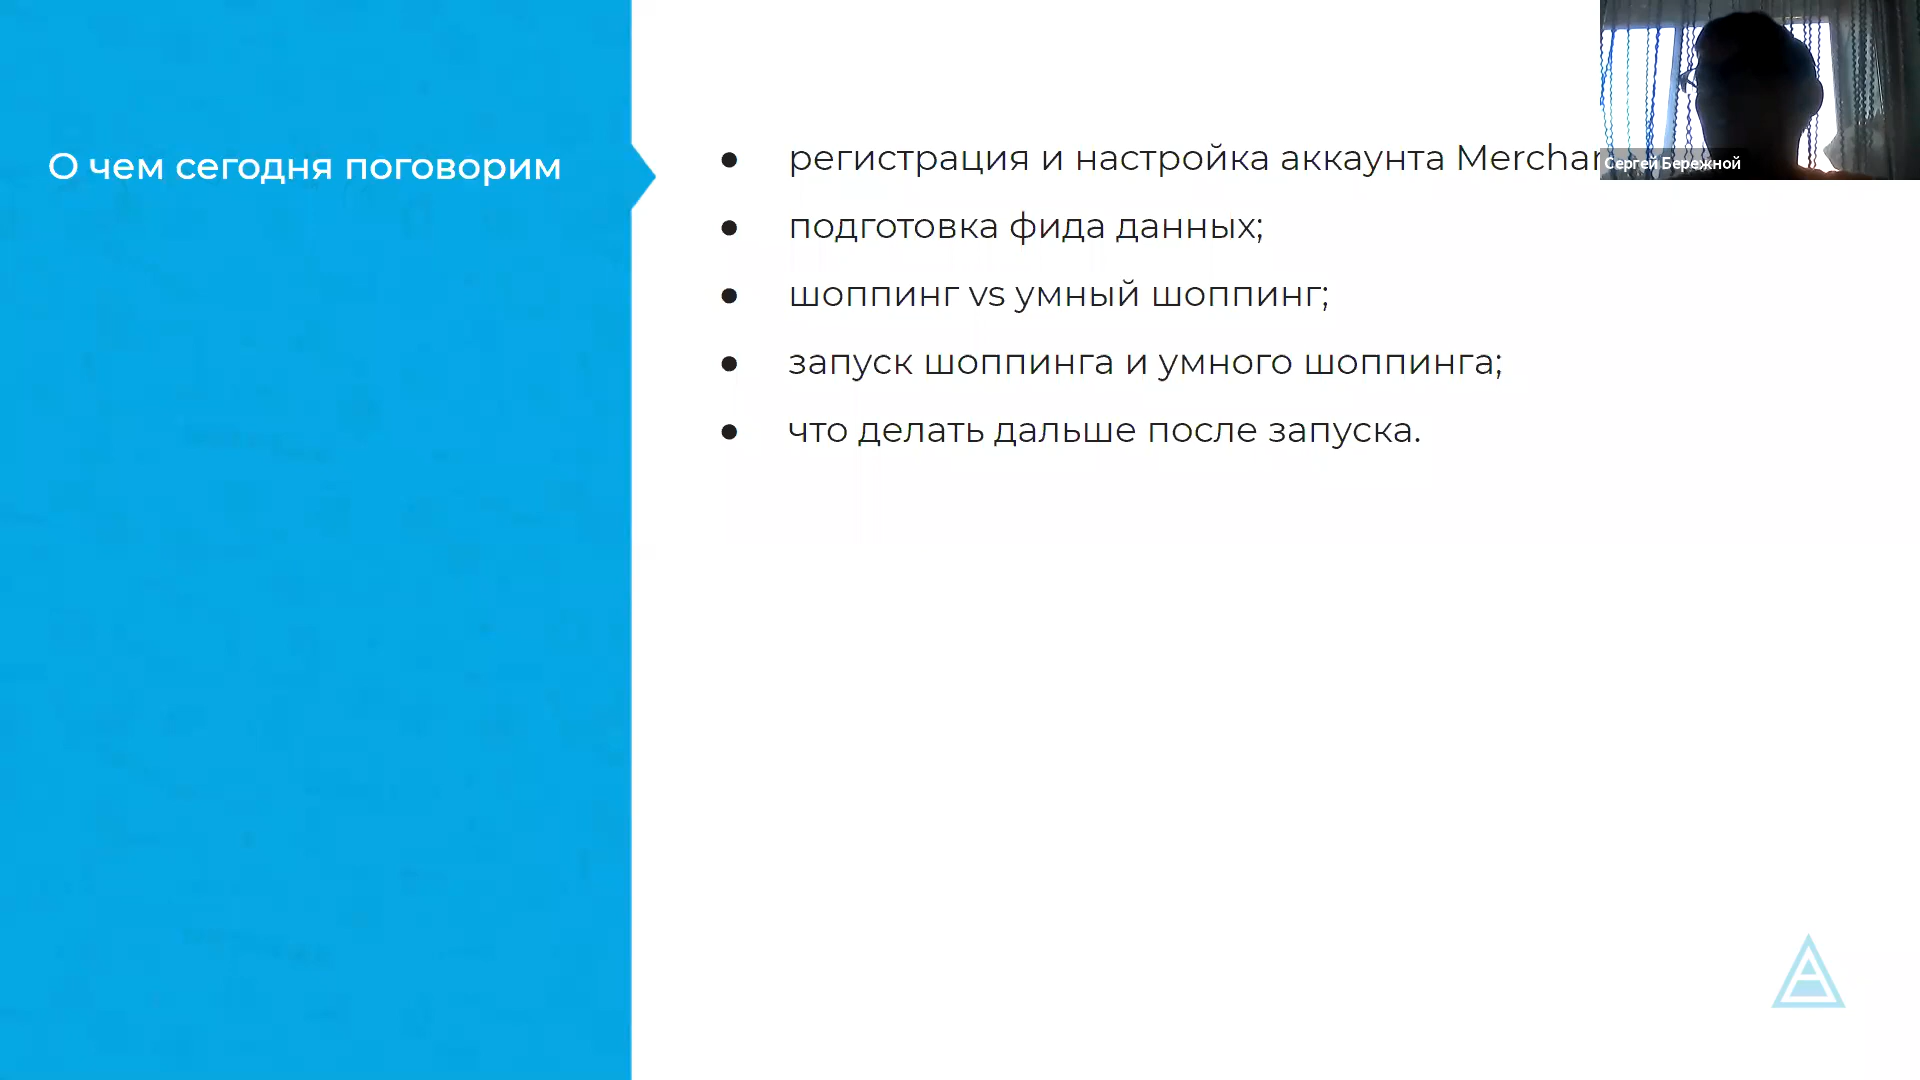 О чем сегодня поговорим
регистрация и настройка аккаунта
подготовка фида данных;
шоппинг vs умный шоппинг;
запуск шоппинга и умного шоппинга;
что делать дальше после запуска.
Сергей Бережной